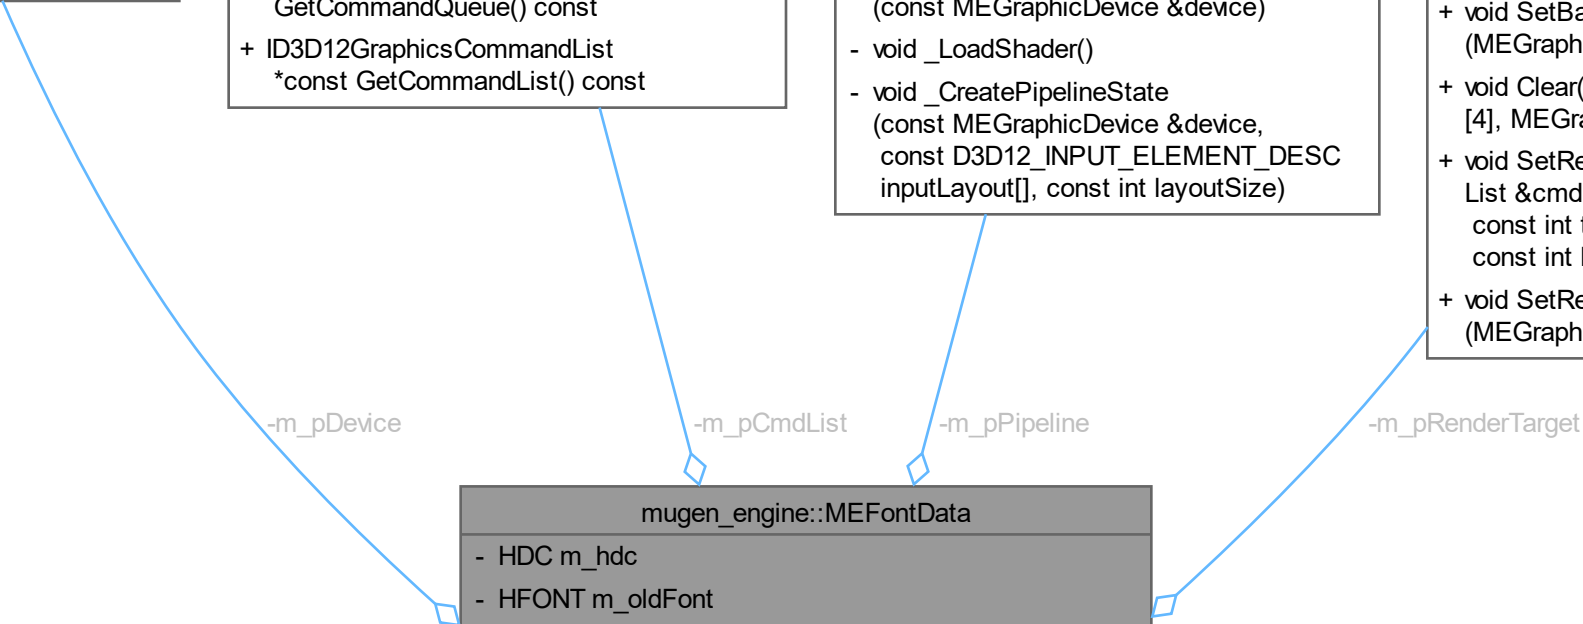 GetCommandQueue() const
+ ID3D12GraphicsCommandList
*const GetCommandList() const
(const MEGraphicDevice &device)
- void _LoadShader()
- void _CreatePipelineState
(const MEGraphicDevice &device,
const D3D12_INPUT_ELEMENT_DESC
inputLayout[], const int layoutSize)
+ void SetBa
(MEGraph
+ void Clear(
[4], MEGra
+ void SetRe
List &cmd
const int
const int
+ void SetRe
(MEGraph
-m_pDevice
-m_pCmdList
-m_pPipeline
-m_pRenderTarget
mugen_engine::MEFontData
- HDC m_hdc
- HFONT m_oldFont